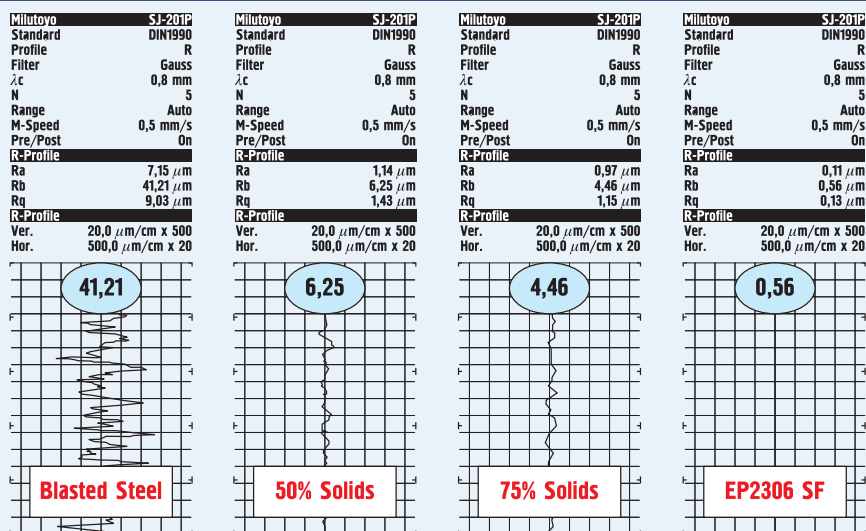 Milutoyo SJ-201P
Standard DIN1990
Profile R
Filter Gauss
λc 0,8 mm
N 5
Range Auto
M-Speed 0,5 mm/s
Pre/Post On
R-Profile
Ra 7,15 μm
Rb 41,21 μm
Rq 9,03 μm
R-Profile
Ver. 20,0 μm/cm x 500
Hor. 500,0 μm/cm x 20
41,21
Blasted Steel
Milutoyo SJ-201P
Standard DIN1990
Profile R
Filter Gauss
λc 0,8 mm
N 5
Range Auto
M-Speed 0,5 mm/s
Pre/Post On
R-Profile
Ra 1,14 μm
Rb 6,25 μm
Rq 1,43 μm
R-Profile
Ver. 20,0 μm/cm x 500
Hor. 500,0 μm/cm x 20
6,25
50% Solids
Milutoyo SJ-201P
Standard DIN1990
Profile R
Filter Gauss
λc 0,8 mm
N 5
Range Auto
M-Speed 0,5 mm/s
Pre/Post On
R-Profile
Ra 0,97 μm
Rb 4,46 μm
Rq 1,15 μm
R-Profile
Ver. 20,0 μm/cm x 500
Hor. 500,0 μm/cm x 20
4,46
75% Solids
Milutoyo SJ-201P
Standard DIN1990
Profile R
Filter Gauss
λc 0,8 mm
N 5
Range Auto
M-Speed 0,5 mm/s
Pre/Post On
R-Profile
Ra 0,11 μm
Rb 0,56 μm
Rq 0,13 μm
R-Profile
Ver. 20,0 μm/cm x 500
Hor. 500,0 μm/cm x 20
0,56
EP2306 SF